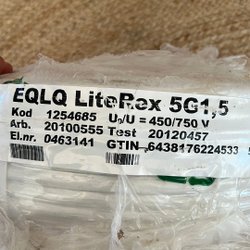 EQLQ LiteRex 5G1,5
Kod 1254685 U₀/U = 450/750 V
Arb. 20100555 Test 20120457
El.nr 0463141 GTIN 6438176224533